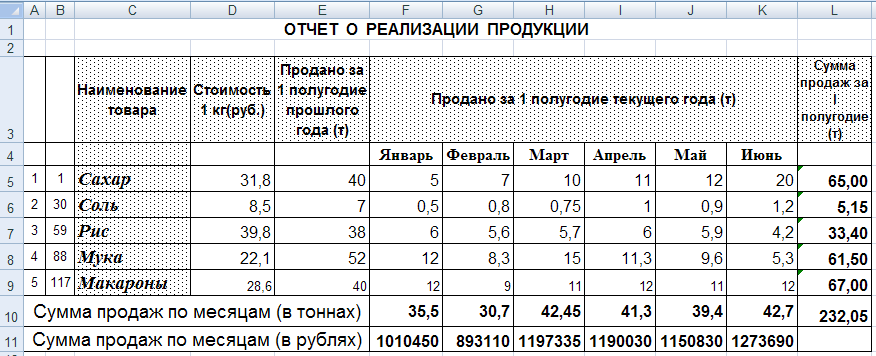 A B C D E F G H I J K L
1 ОТЧЕТ О РЕАЛИЗАЦИИ ПРОДУКЦИИ
2
3 Наименование товара Стоимость 1 кг(руб.) Продано за 1 полугодие прошлого года (т) Продано за 1 полугодие текущего года (т) Сумма продаж за I полугодие (т)
4 Январь Февраль Март Апрель Май Июнь
5 1 1 Сахар 31,8 40 5 7 10 11 12 20 65,00
6 2 30 Соль 8,5 7 0,5 0,8 0,75 1 0,9 1,2 5,15
7 3 59 Рис 39,8 38 6 5,6 5,7 6 5,9 4,2 33,40
8 4 88 Мука 22,1 52 12 8,3 15 11,3 9,6 5,3 61,50
9 5 117 Макароны 28,6 40 12 9 11 12 11 12 67,00
10 Сумма продаж по месяцам (в тоннах) 35,5 30,7 42,45 41,3 39,4 42,7 232,05
11 Сумма продаж по месяцам (в рублях) 1010450 893110 1197335 1190030 1150830 1273690